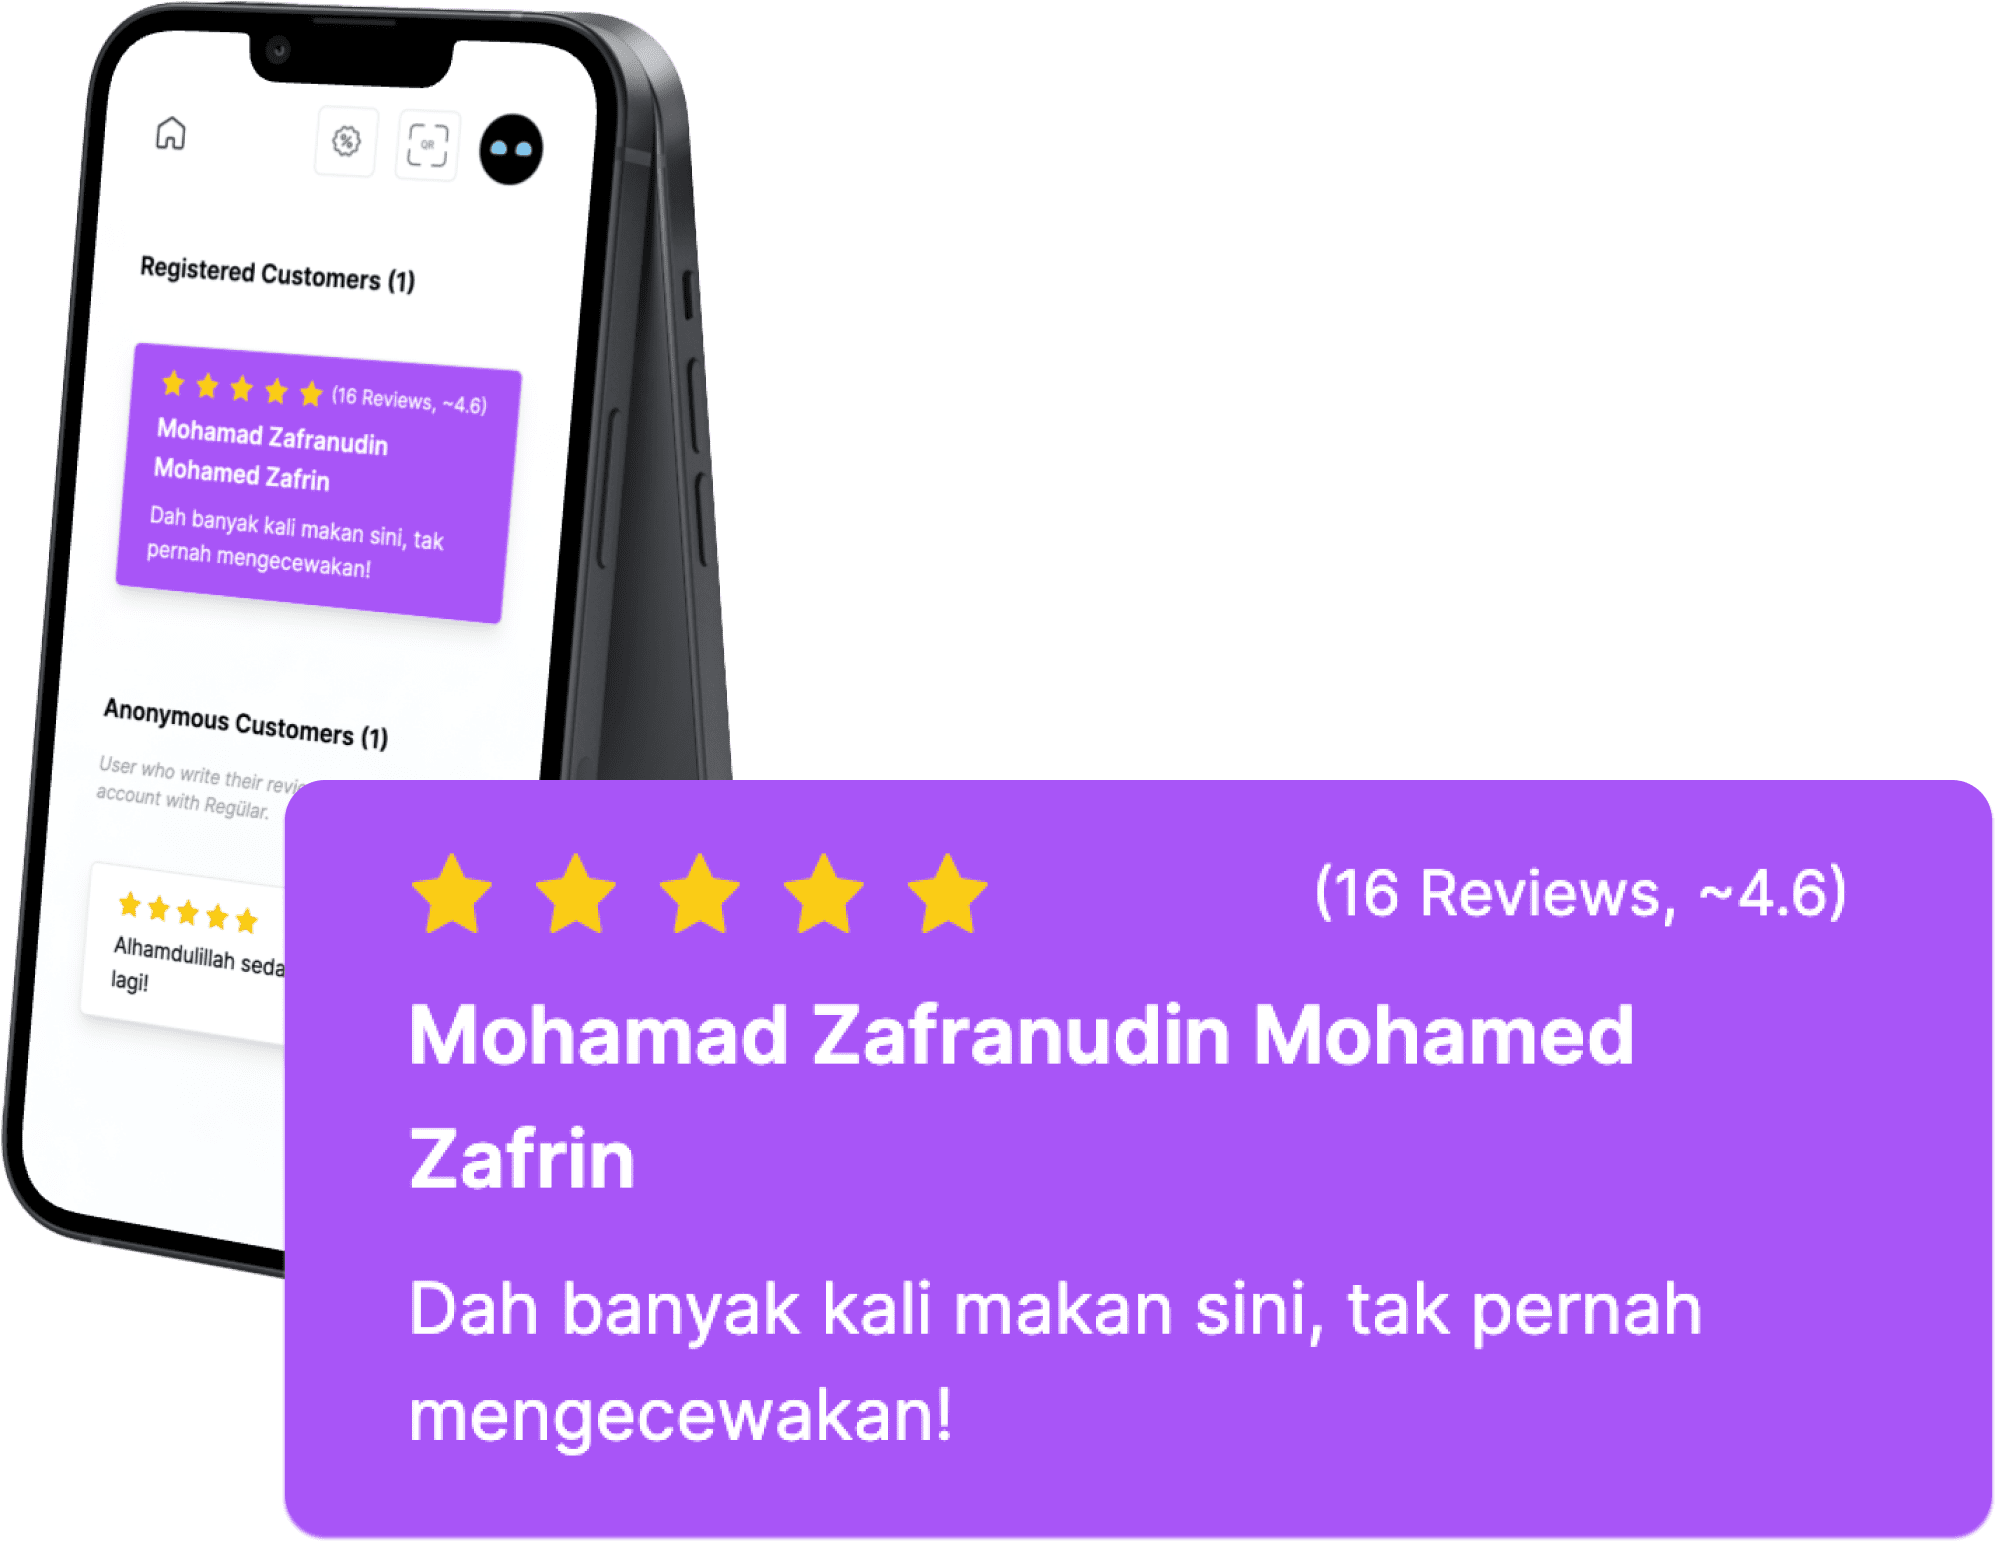 QR
Registered Customers (1)
(16 Reviews, ~4.6)
Mohamad Zafranudin
Mohamed Zafrin
Dah banyak kali makan sini, tak
pernah mengecewakan!
Anonymous Customers (1)
User who write their
account with Regülar.
Alhamdulillah
lagi!
(16 Reviews, ~4.6)
Mohamad Zafranudin Mohamed
Zafrin
Dah banyak kali makan sini, tak pernah
mengecewakan!